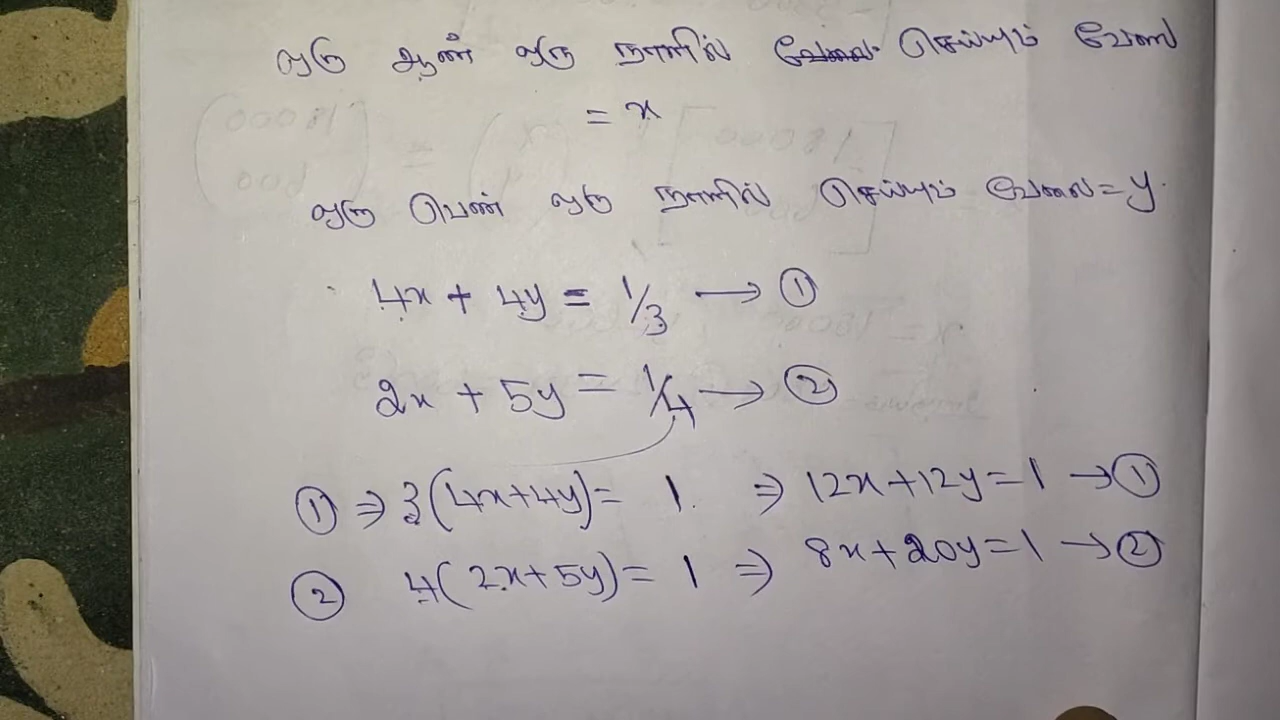 ஒரு ஆண் ஒரு நாளில் வேலை செய்யும் வேலை
= x
ஒரு பெண் ஒரு நாளில் செய்யும் வேலை = y.
4x + 4y = 1/3 → ①
2x + 5y = 1/4 → ②
① ⇒ 3(4x+4y) = 1. ⇒ 12x+12y=1 → ①
② 4(2x+5y) = 1 ⇒ 8x+20y=1 → ②